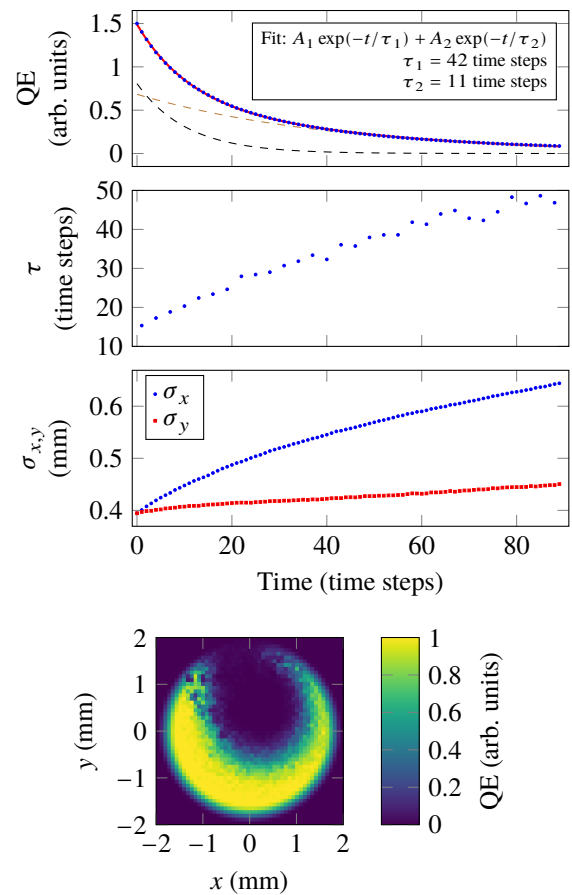 1.5
1
0.5
0
QE
(arb. units)
Fit: A₁ exp(−t/τ₁) + A₂ exp(−t/τ₂)
τ₁ = 42 time steps
τ₂ = 11 time steps
50
40
30
20
10
τ
(time steps)
0.6
0.5
0.4
σx,y
(mm)
σx
σy
0 20 40 60 80
Time (time steps)
2
1
0
−1
−2
y (mm)
−2 −1 0 1 2
x (mm)
1
0.8
0.6
0.4
0.2
0
QE (arb. units)